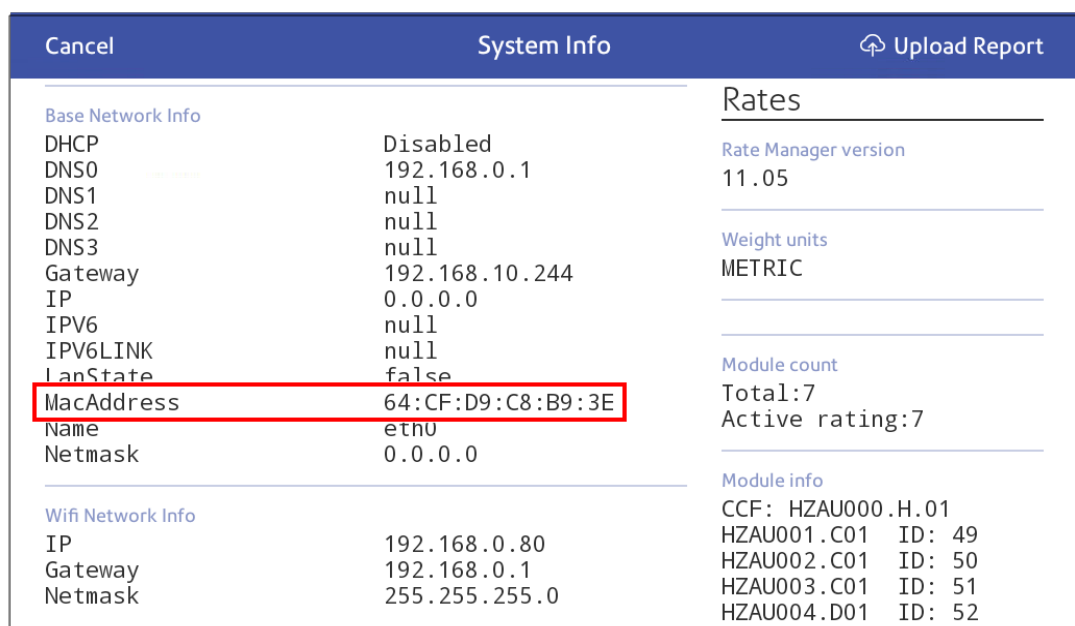 Cancel
System Info
Upload Report
Base Network Info
DHCP Disabled
DNS0 192.168.0.1
DNS1 null
DNS2 null
DNS3 null
Gateway 192.168.10.244
IP 0.0.0.0
IPV6 null
IPV6LINK null
LanState false
MacAddress 64:CF:D9:C8:B9:3E
Name eth0
Netmask 0.0.0.0
Wifi Network Info
IP 192.168.0.80
Gateway 192.168.0.1
Netmask 255.255.255.0
Rates
Rate Manager version
11.05
Weight units
METRIC
Module count
Total:7
Active rating:7
Module info
CCF: HZAU000.H.01
HZAU001.C01 ID: 49
HZAU002.C01 ID: 50
HZAU003.C01 ID: 51
HZAU004.D01 ID: 52